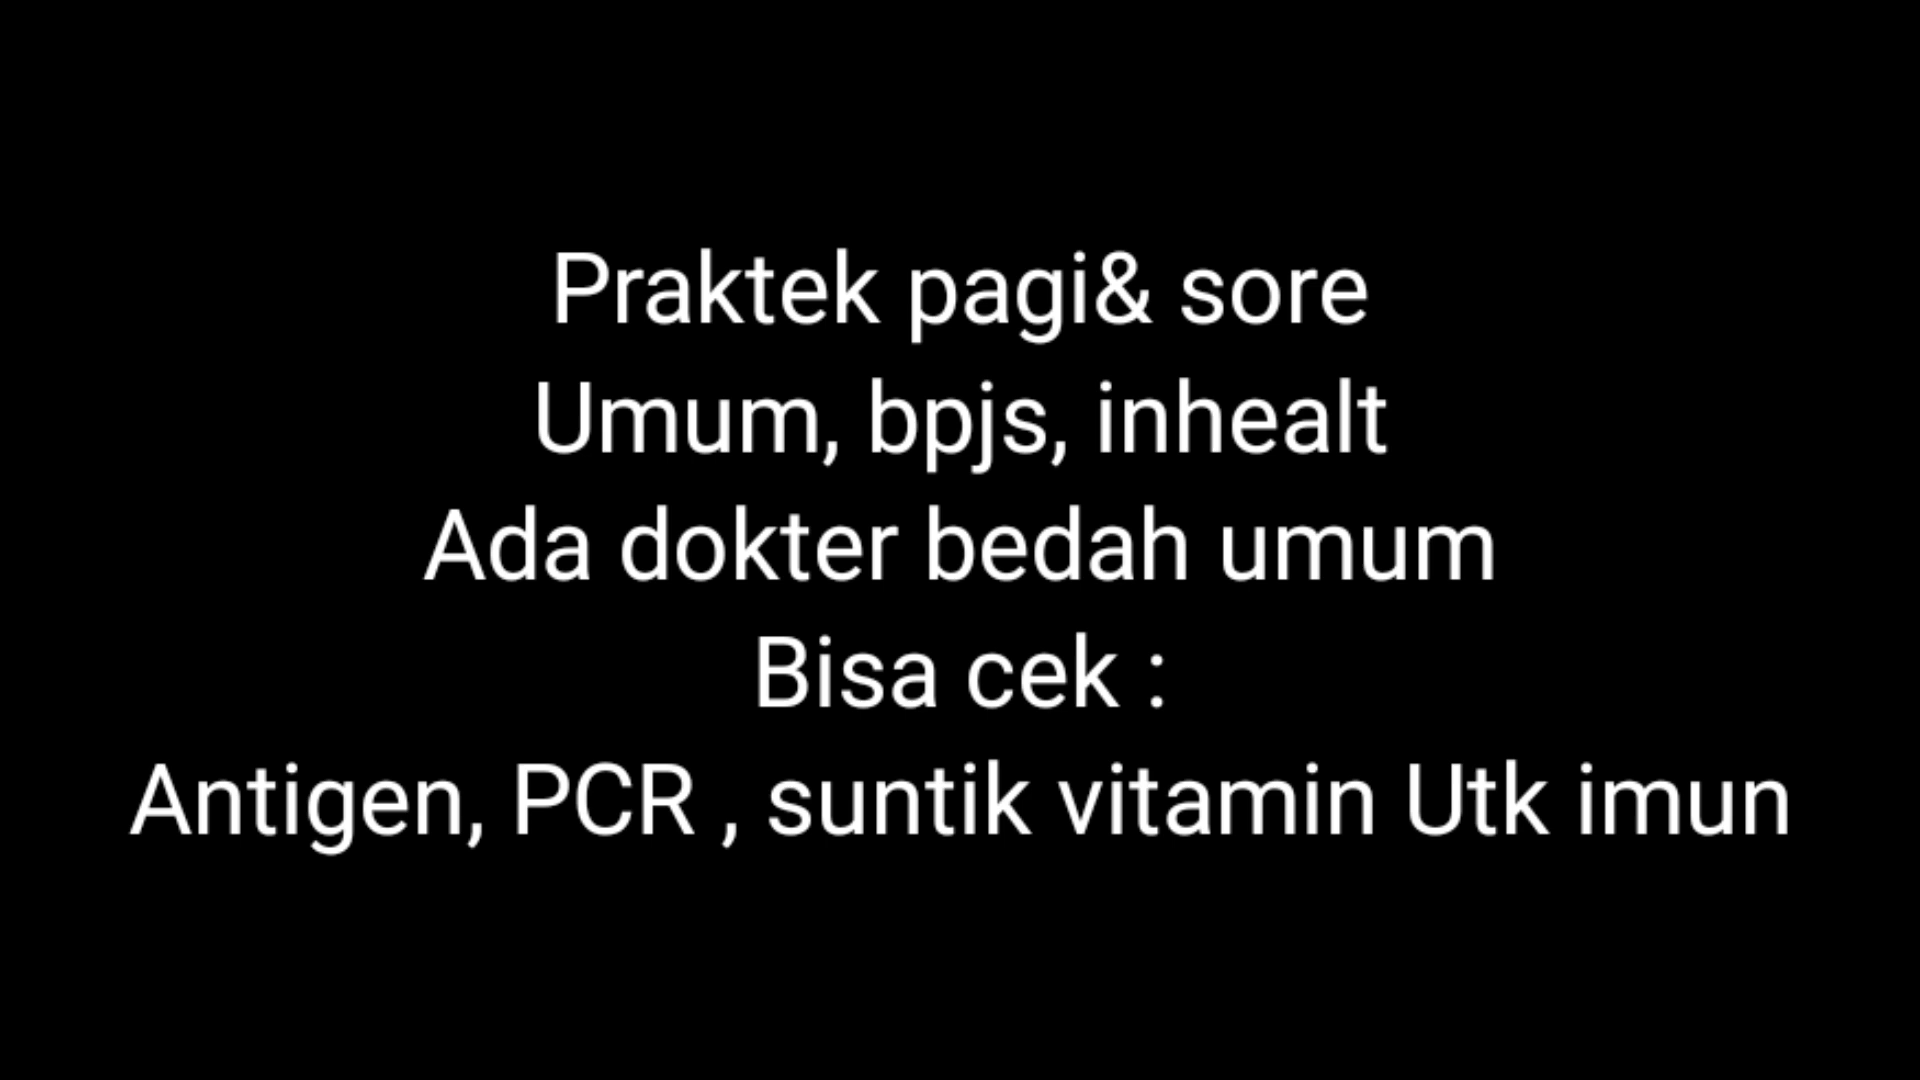 Praktek pagi& sore
Umum, bpjs, inhealt
Ada dokter bedah umum
Bisa cek :
Antigen, PCR , suntik vitamin Utk imun